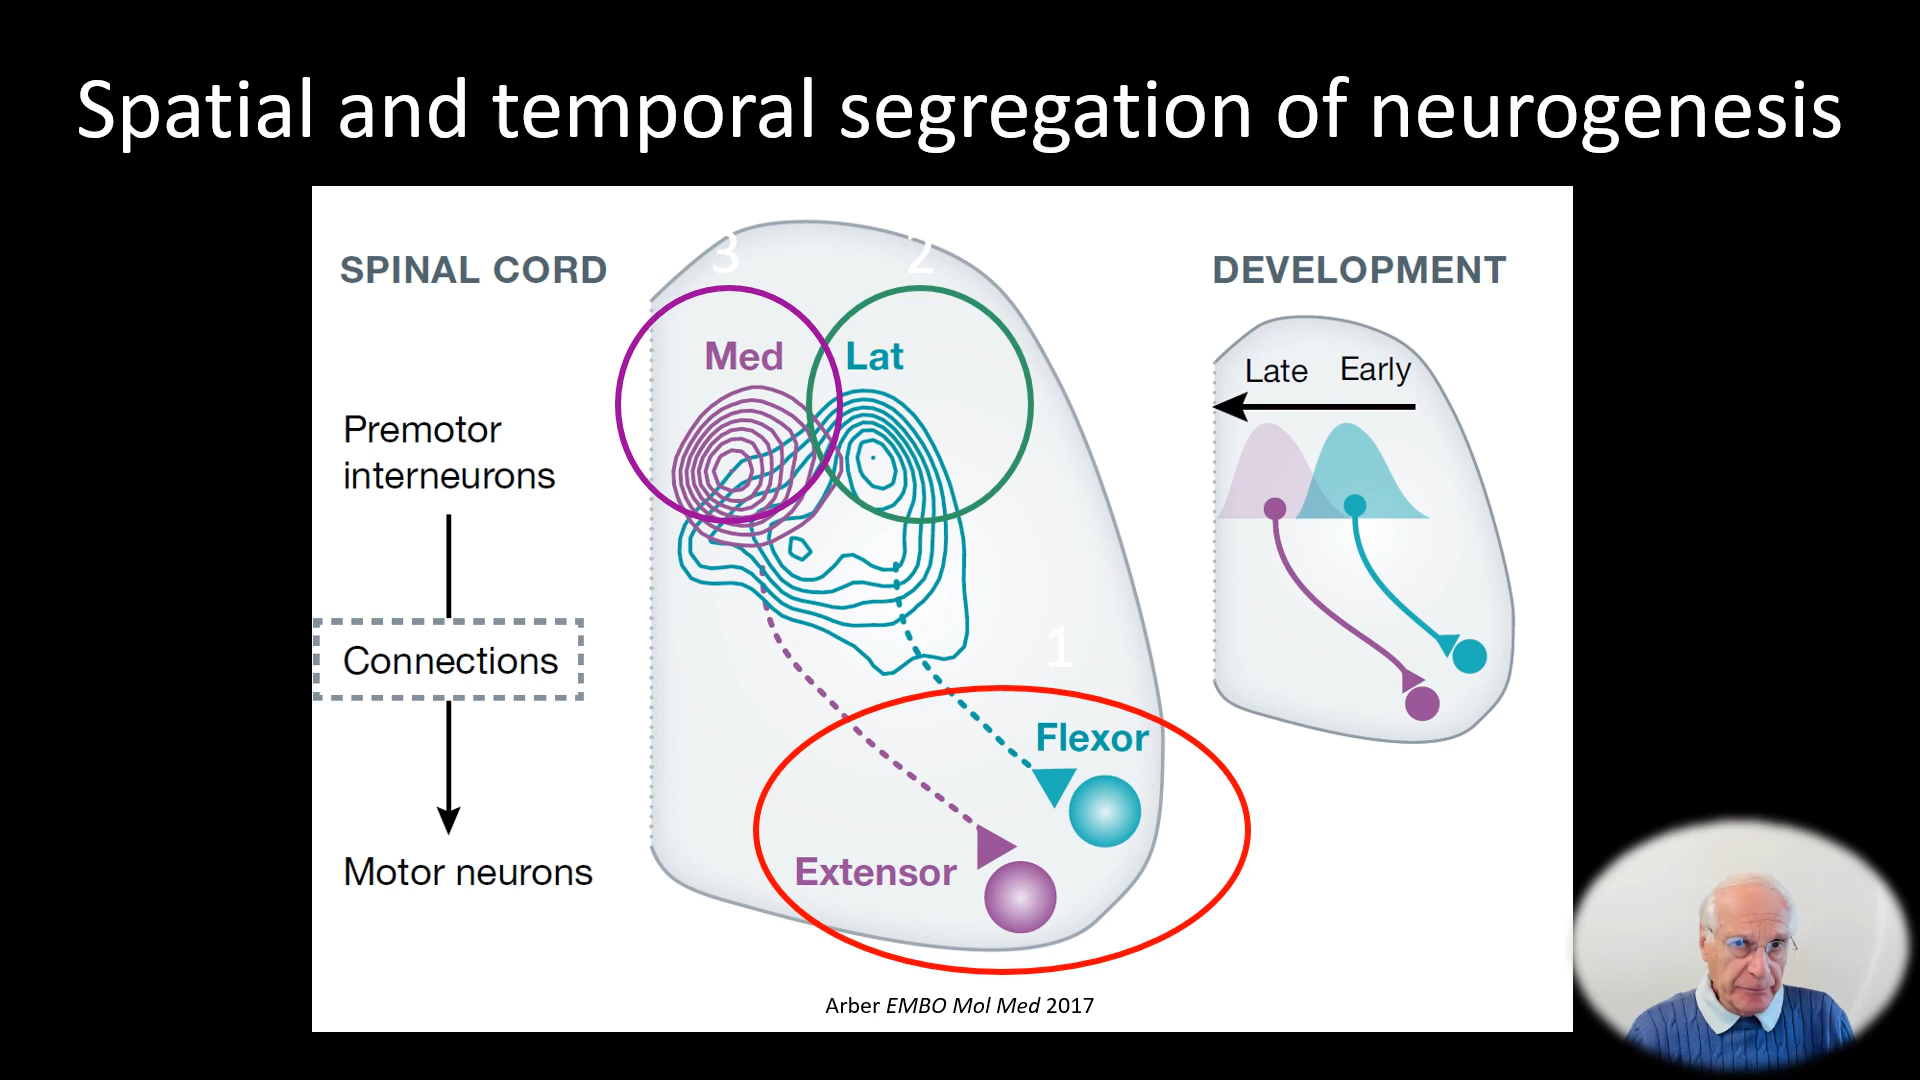 Spatial and temporal segregation of neurogenesis
SPINAL CORD
3
2
DEVELOPMENT
Med
Lat
Late
Early
Premotor
interneurons
Connections
1
Flexor
Extensor
Motor neurons
Arber EMBO Mol Med 2017